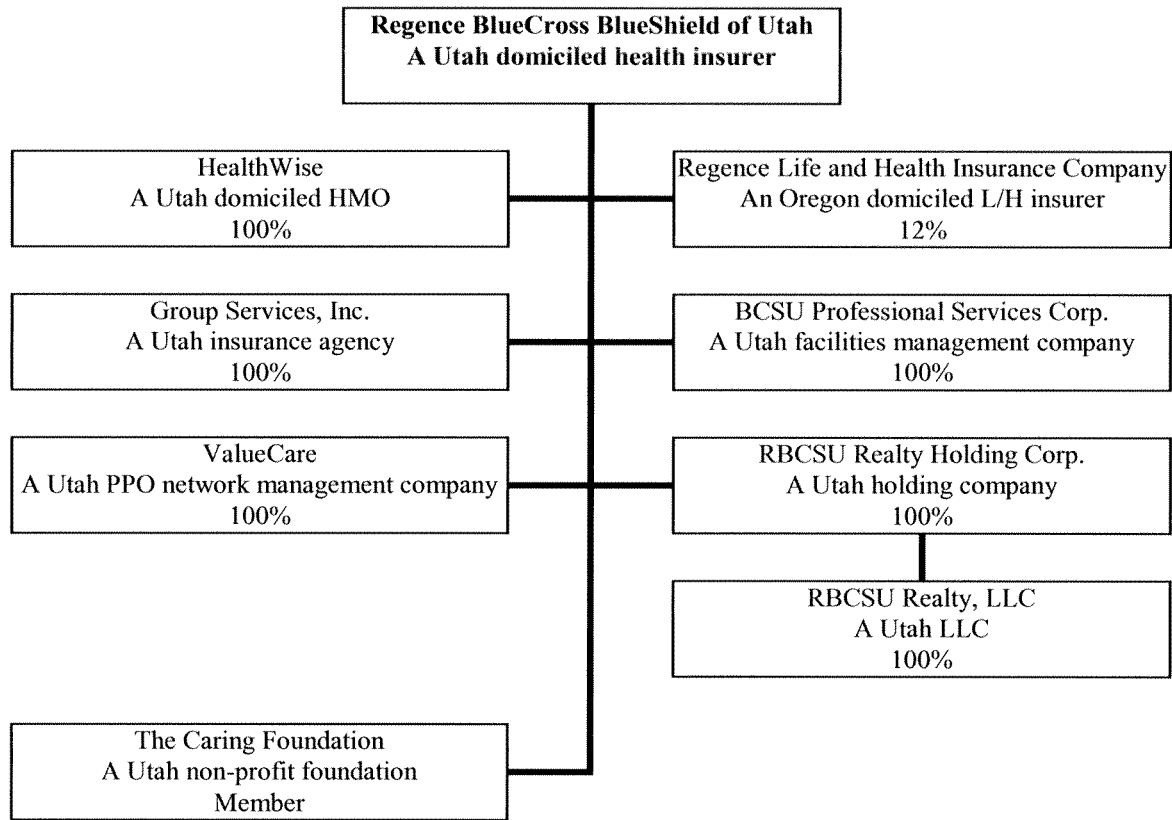 Regence BlueCross BlueShield of Utah
A Utah domiciled health insurer
HealthWise
A Utah domiciled HMO
100%
Regence Life and Health Insurance Company
An Oregon domiciled L/H insurer
12%
Group Services, Inc.
A Utah insurance agency
100%
BCSU Professional Services Corp.
A Utah facilities management company
100%
ValueCare
A Utah PPO network management company
100%
RBCSU Realty Holding Corp.
A Utah holding company
100%
RBCSU Realty, LLC
A Utah LLC
100%
The Caring Foundation
A Utah non-profit foundation
Member